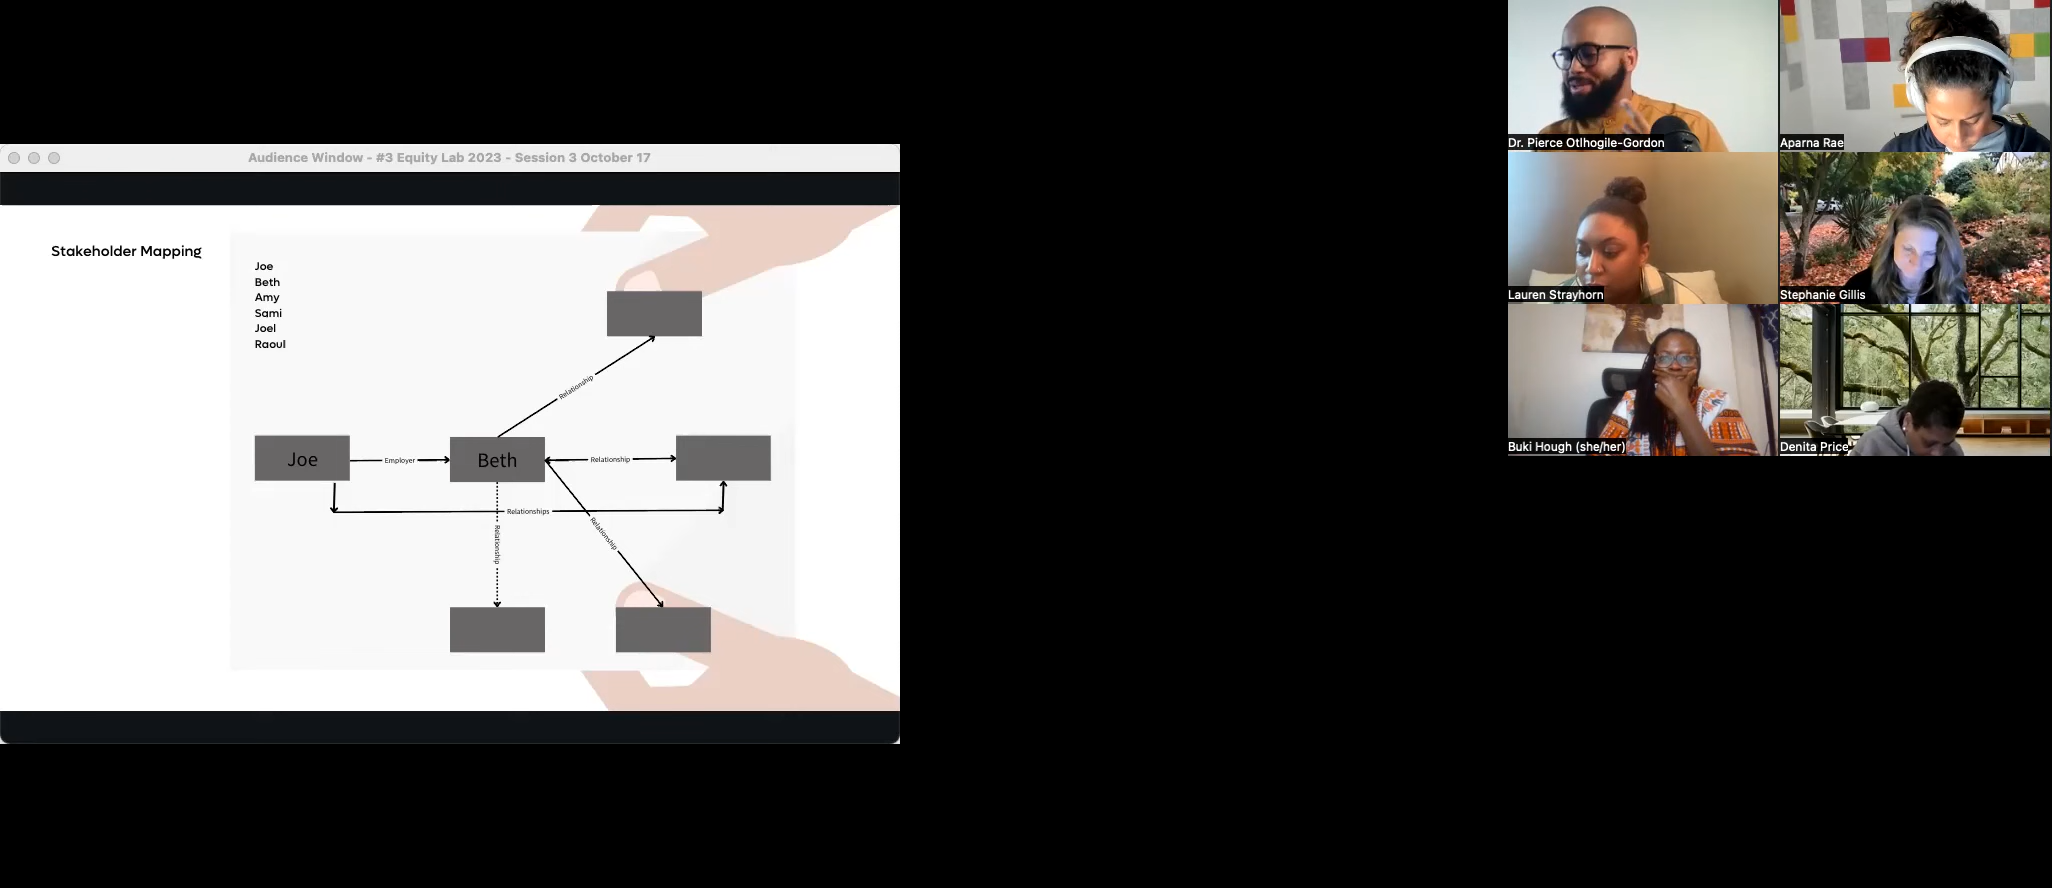 Audience Window - #3 Equity Lab 2023 - Session 3 October 17
Stakeholder Mapping
Joe
Beth
Amy
Sami
Joel
Raoul
Relationship
Joe
Employer
Beth
Relationship
Relationships
Relationship
Relationship
Dr. Pierce Otlhogile-Gordon
Aparna Rae
Lauren Strayhorn
Stephanie Gillis
Buki Hough (she/her)
Denita Price